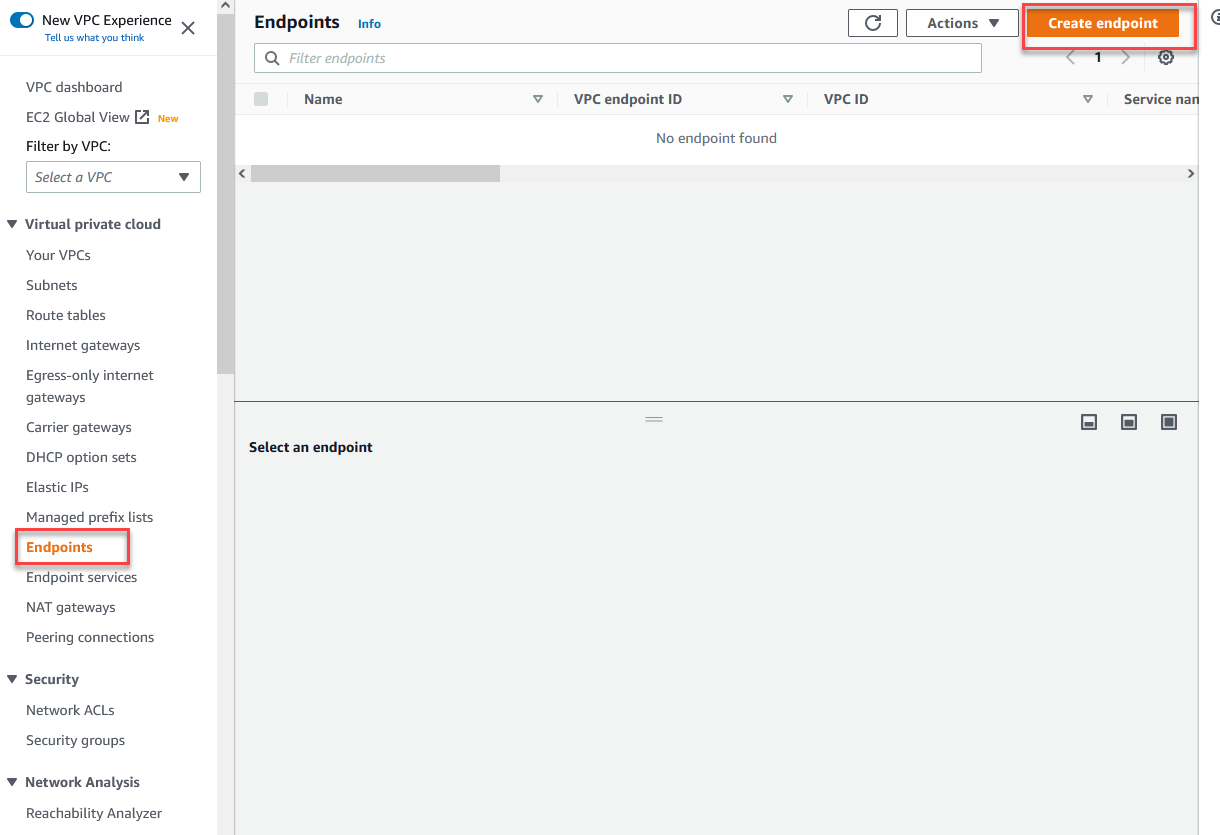 New VPC Experience
Tell us what you think
VPC dashboard
EC2 Global View New
Filter by VPC:
Select a VPC
Virtual private cloud
Your VPCs
Subnets
Route tables
Internet gateways
Egress-only internet
gateways
Carrier gateways
DHCP option sets
Elastic IPs
Managed prefix lists
Endpoints
Endpoint services
NAT gateways
Peering connections
Security
Network ACLs
Security groups
Network Analysis
Reachability Analyzer
Endpoints Info
Actions
Create endpoint
Filter endpoints
1
Name VPC endpoint ID VPC ID Service nan
No endpoint found
Select an endpoint